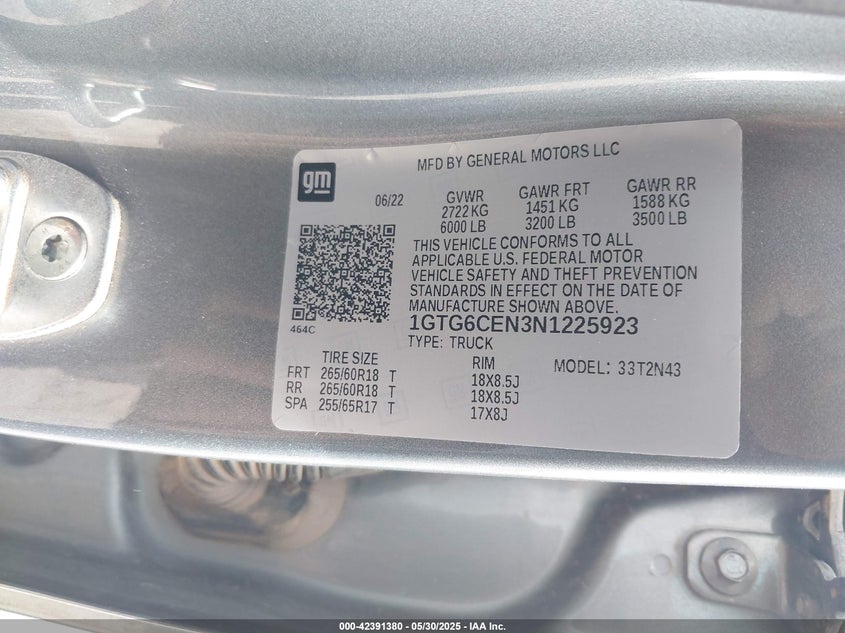 gm
MFD BY GENERAL MOTORS LLC
06/22 GVWR GAWR FRT GAWR RR
2722 KG 1451 KG 1588 KG
6000 LB 3200 LB 3500 LB
THIS VEHICLE CONFORMS TO ALL
APPLICABLE U.S. FEDERAL MOTOR
VEHICLE SAFETY AND THEFT PREVENTION
STANDARDS IN EFFECT ON THE DATE OF
MANUFACTURE SHOWN ABOVE.
464C
1GTG6CEN3N1225923
TYPE: TRUCK
TIRE SIZE RIM MODEL: 33T2N43
FRT 265/60R18 T 18X8.5J
RR 265/60R18 T 18X8.5J
SPA 255/65R17 T 17X8J
000-42391380 - 05/30/2025 - IAA Inc.